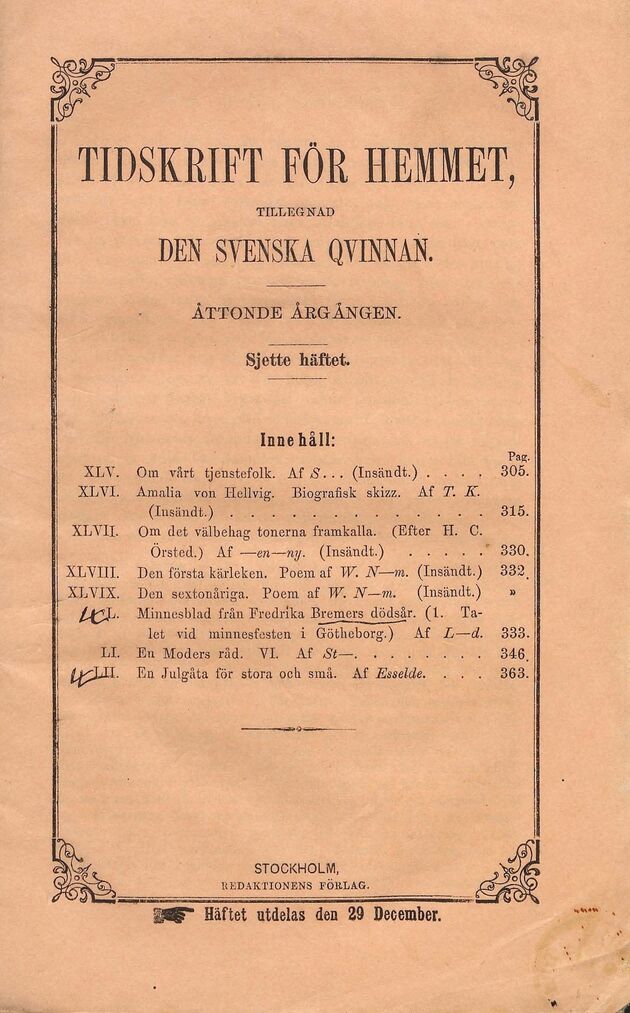 TIDSKRIFT FÖR HEMMET,
TILLEGNAD
DEN SVENSKA QVINNAN.
ÅTTONDE ÅRGÅNGEN.
Sjette häftet.
Innehåll:
Pag.
XLV. Om vårt tjenstefolk. Af S... (Insändt.) . . . . 305.
XLVI. Amalia von Hellvig. Biografisk skizz. Af T. K.
(Insändt.) . . . . . . . . . . . . . 315.
XLVII. Om det välbehag tonerna framkalla. (Efter H. C.
Örsted.) Af —en—ny. (Insändt.) . . . . . 330.
XLVIII. Den första kärleken. Poem af W. N—m. (Insändt.) 332.
XLVIX. Den sextonåriga. Poem af W. N—m. (Insändt.) »
L. Minnesblad från Fredrika Bremers dödsår. (1. Ta-
let vid minnesfesten i Götheborg.) Af L—d. 333.
LI. En Moders råd. VI. Af St—. . . . . . . . 346.
LII. En Julgåta för stora och små. Af Esselde. . . . 363.
STOCKHOLM,
REDAKTIONENS FÖRLAG.
Häftet utdelas den 29 December.